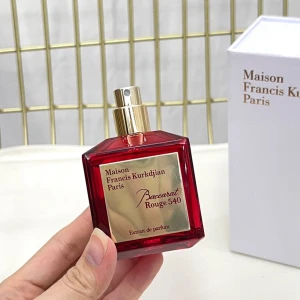 Maison
Francis Kurkdjian
Paris
Baccarat
Rouge 540
Extrait de parfum
Maison
Francis Kurk
Paris